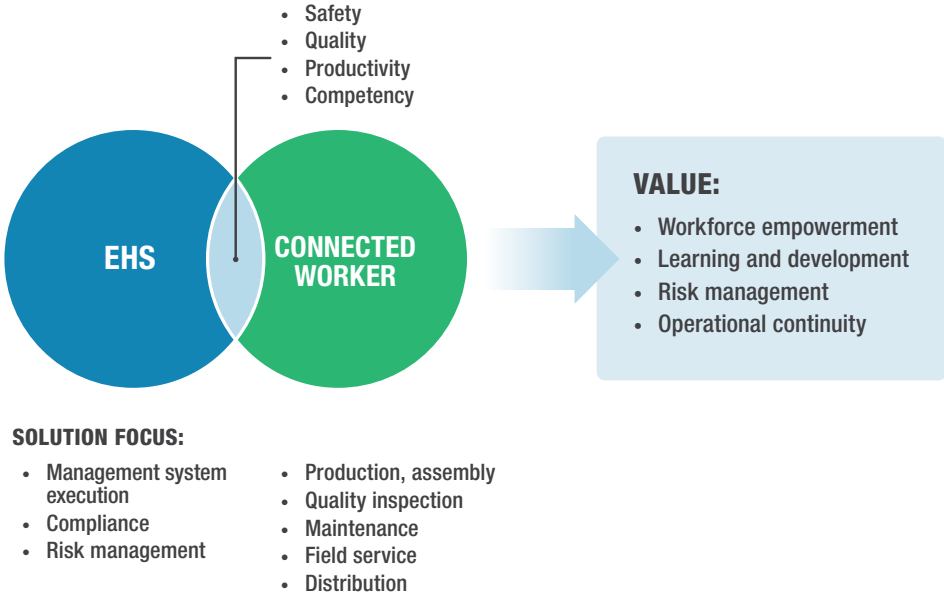 • Safety
• Quality
• Productivity
• Competency
EHS
CONNECTED
WORKER
VALUE:
• Workforce empowerment
• Learning and development
• Risk management
• Operational continuity
SOLUTION FOCUS:
• Management system
execution
• Compliance
• Risk management
• Production, assembly
• Quality inspection
• Maintenance
• Field service
• Distribution